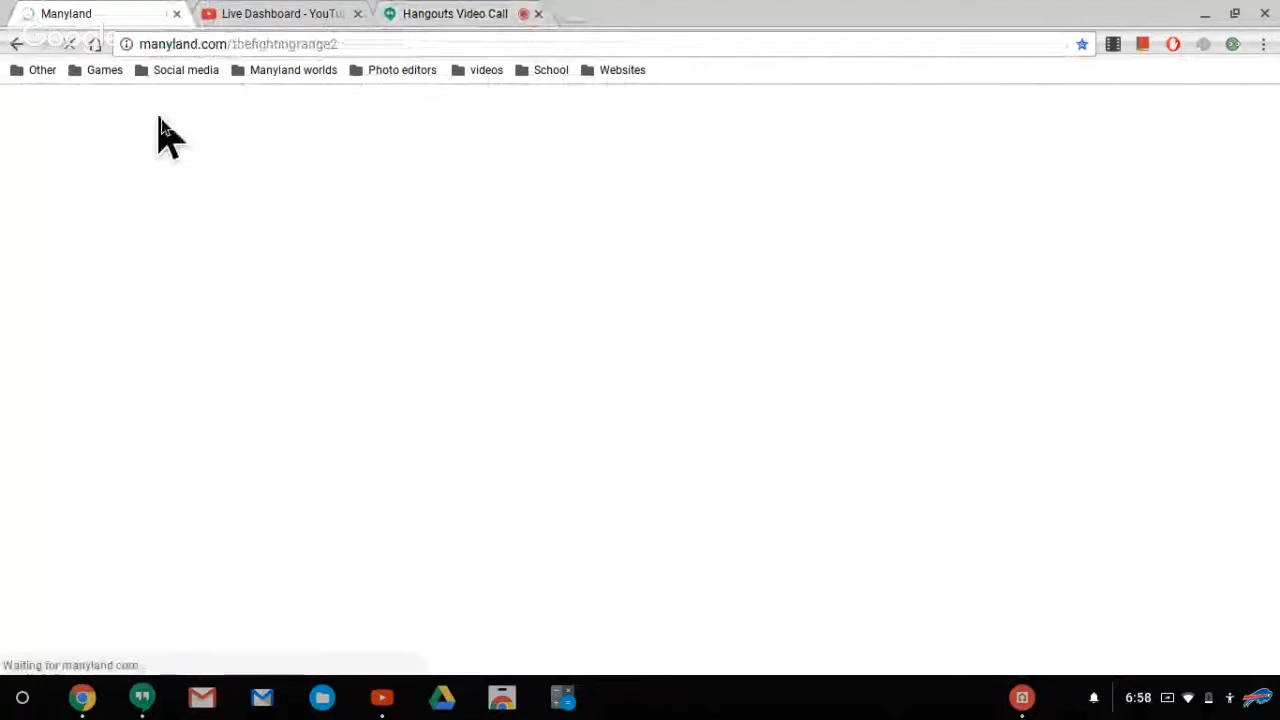 Manyland
Live Dashboard - YouTu
Hangouts Video Call
Google
manyland.com/thefightingrange2
Other
Games
Social media
Manyland worlds
Photo editors
videos
School
Websites
Waiting for manyland.com...
6:58